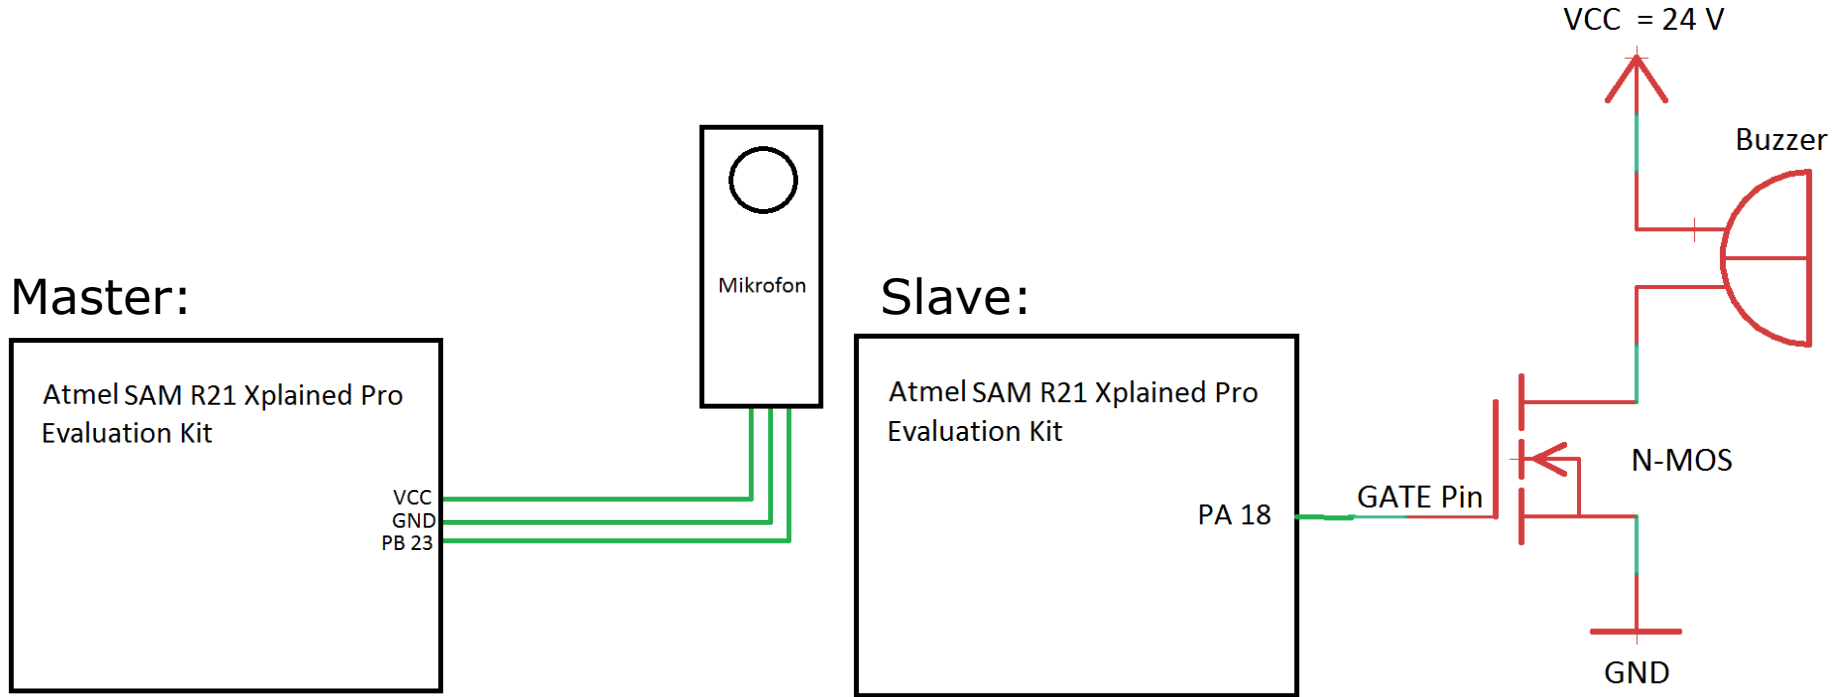 Master:
Atmel SAM R21 Xplained Pro
Evaluation Kit
VCC
GND
PB 23
Mikrofon
Slave:
Atmel SAM R21 Xplained Pro
Evaluation Kit
PA 18
GATE Pin
VCC = 24 V
Buzzer
N-MOS
GND